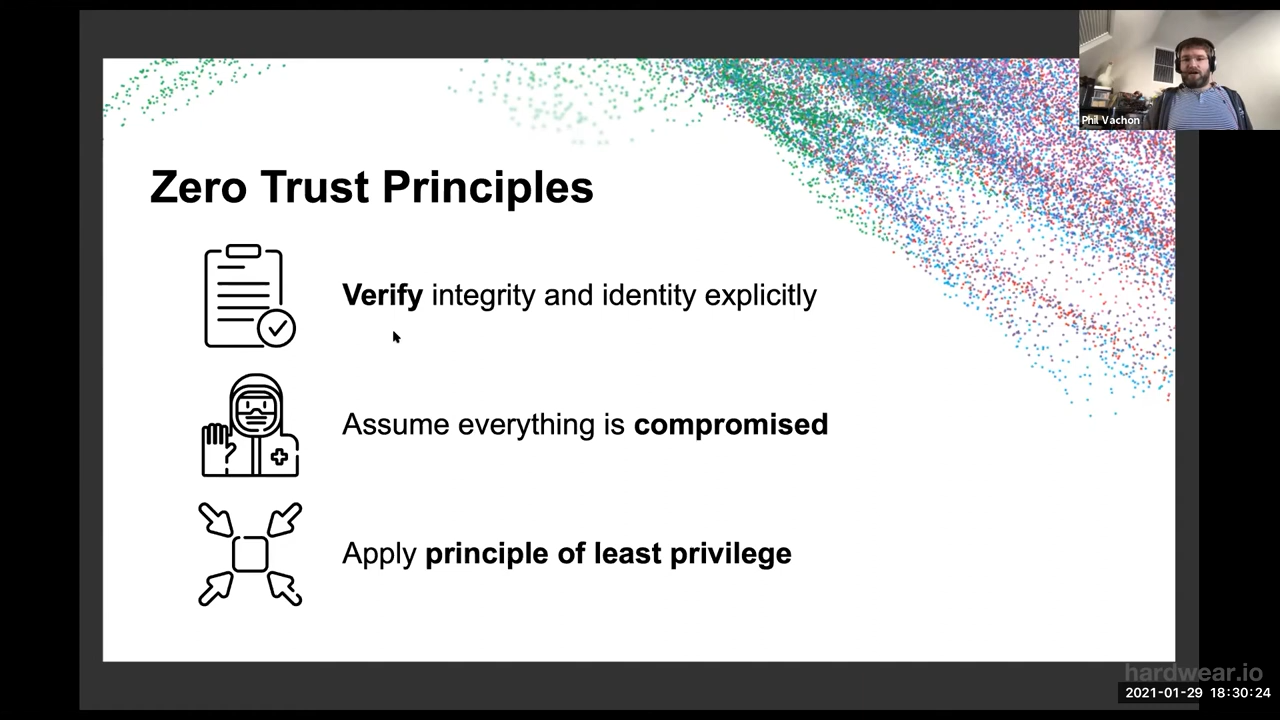 Phil Vachon
Zero Trust Principles
Verify integrity and identity explicitly
Assume everything is compromised
Apply principle of least privilege
hardwear.io
2021-01-29 18:30:24